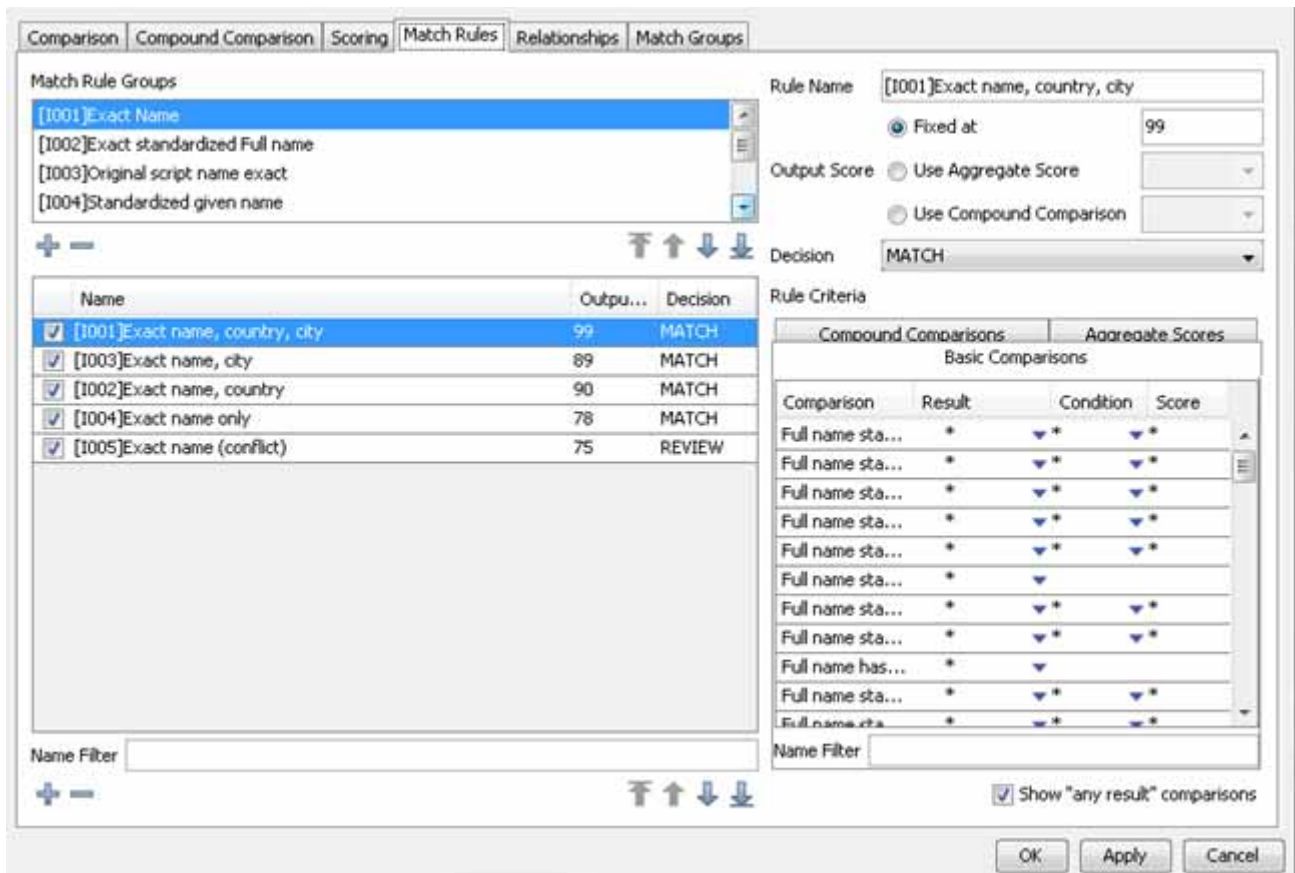 Comparison Compound Comparison Scoring Match Rules Relationships Match Groups
Match Rule Groups
[I001]Exact Name
[I002]Exact standardized Full name
[I003]Original script name exact
[I004]Standardized given name
Name Outpu... Decision
[I001]Exact name, country, city 99 MATCH
[I003]Exact name, city 89 MATCH
[I002]Exact name, country 90 MATCH
[I004]Exact name only 78 MATCH
[I005]Exact name (conflict) 75 REVIEW
Name Filter
Rule Name [I001]Exact name, country, city
Fixed at 99
Output Score Use Aggregate Score
Use Compound Comparison
Decision MATCH
Rule Criteria
Compound Comparisons Aggregate Scores
Basic Comparisons
Comparison Result Condition Score
Full name sta... * * *
Full name sta... * * *
Full name sta... * * *
Full name sta... * * *
Full name sta... * * *
Full name sta... *
Full name sta... * * *
Full name sta... * * *
Full name has... *
Full name sta... * * *
Full name sta... * * *
Name Filter
Show "any result" comparisons
OK Apply Cancel